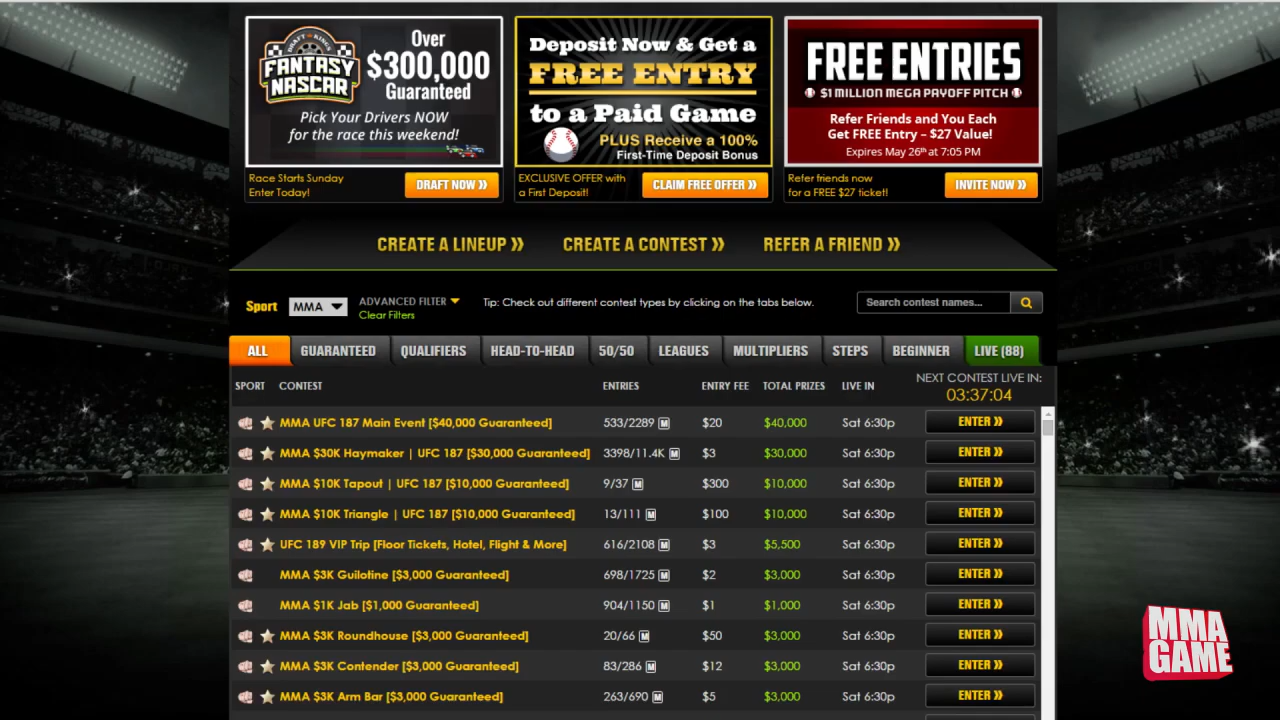 DRAFT KINGS
FANTASY
NASCAR
Over
$300,000
Guaranteed
Pick Your Drivers NOW
for the race this weekend!
Race Starts Sunday
Enter Today!
DRAFT NOW »
Deposit Now & Get a
FREE ENTRY
to a Paid Game
PLUS Receive a 100%
First-Time Deposit Bonus
EXCLUSIVE OFFER with
a First Deposit!
CLAIM FREE OFFER »
FREE ENTRIES
$1 MILLION MEGA PAYOFF PITCH
Refer Friends and You Each
Get FREE Entry – $27 Value!
Expires May 26th at 7:05 PM
Refer friends now
for a FREE $27 ticket!
INVITE NOW »
CREATE A LINEUP » CREATE A CONTEST » REFER A FRIEND »
Sport MMA ADVANCED FILTER Tip: Check out different contest types by clicking on the tabs below. Search contest names...
Clear Filters
ALL GUARANTEED QUALIFIERS HEAD-TO-HEAD 50/50 LEAGUES MULTIPLIERS STEPS BEGINNER LIVE (88)
SPORT CONTEST ENTRIES ENTRY FEE TOTAL PRIZES LIVE IN NEXT CONTEST LIVE IN:
03:37:04
MMA UFC 187 Main Event [$40,000 Guaranteed] 533/2289 M $20 $40,000 Sat 6:30p ENTER »
MMA $30K Haymaker | UFC 187 [$30,000 Guaranteed] 3398/11.4K M $3 $30,000 Sat 6:30p ENTER »
MMA $10K Tapout | UFC 187 [$10,000 Guaranteed] 9/37 M $300 $10,000 Sat 6:30p ENTER »
MMA $10K Triangle | UFC 187 [$10,000 Guaranteed] 13/111 M $100 $10,000 Sat 6:30p ENTER »
UFC 189 VIP Trip [Floor Tickets, Hotel, Flight & More] 616/2108 M $3 $5,500 Sat 6:30p ENTER »
MMA $3K Guilotine [$3,000 Guaranteed] 698/1725 M $2 $3,000 Sat 6:30p ENTER »
MMA $1K Jab [$1,000 Guaranteed] 904/1150 M $1 $1,000 Sat 6:30p ENTER »
MMA $3K Roundhouse [$3,000 Guaranteed] 20/66 M $50 $3,000 Sat 6:30p ENTER »
MMA $3K Contender [$3,000 Guaranteed] 83/286 M $12 $3,000 Sat 6:30p ENTER »
MMA $3K Arm Bar [$3,000 Guaranteed] 263/690 M $5 $3,000 Sat 6:30p ENTER »
MMA
GAME